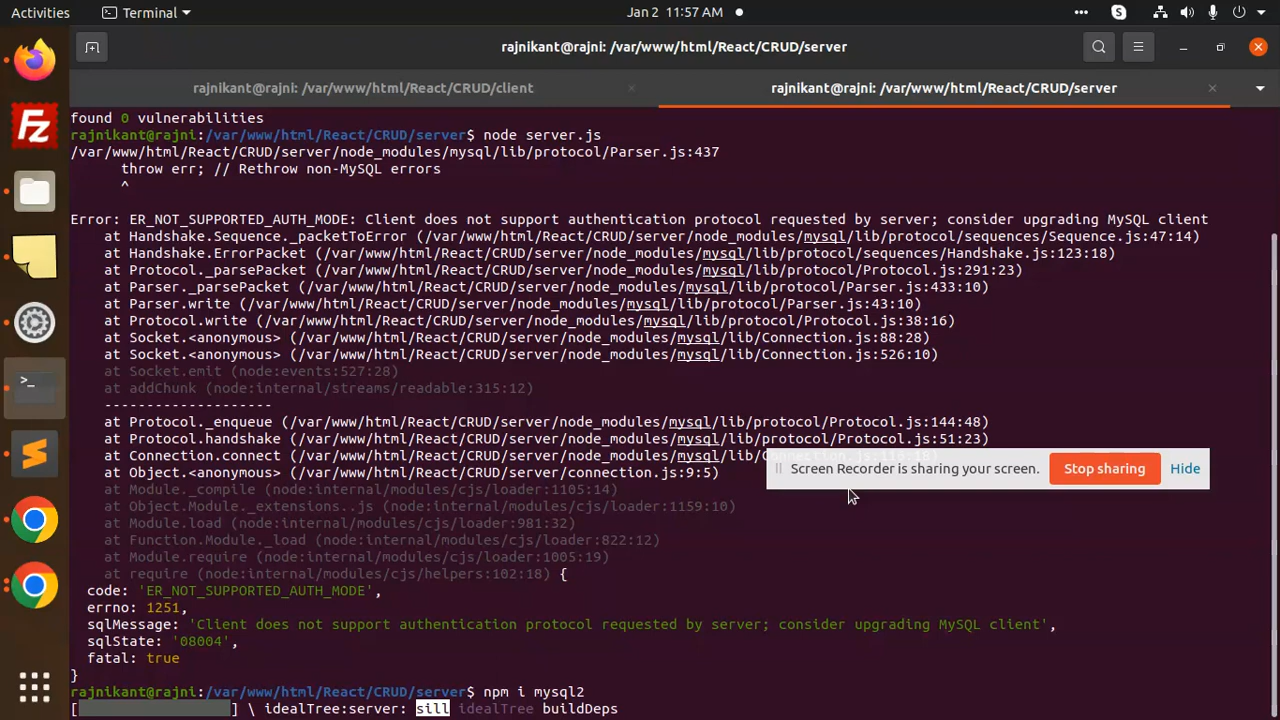 Activities
Terminal
Jan 2 11:57 AM
rajnikant@rajni: /var/www/html/React/CRUD/server
rajnikant@rajni: /var/www/html/React/CRUD/client
rajnikant@rajni: /var/www/html/React/CRUD/server
found 0 vulnerabilities
rajnikant@rajni:/var/www/html/React/CRUD/server$ node server.js
/var/www/html/React/CRUD/server/node_modules/mysql/lib/protocol/Parser.js:437
throw err; // Rethrow non-MySQL errors
^
Error: ER_NOT_SUPPORTED_AUTH_MODE: Client does not support authentication protocol requested by server; consider upgrading MySQL client
at Handshake.Sequence._packetToError (/var/www/html/React/CRUD/server/node_modules/mysql/lib/protocol/sequences/Sequence.js:47:14)
at Handshake.ErrorPacket (/var/www/html/React/CRUD/server/node_modules/mysql/lib/protocol/sequences/Handshake.js:123:18)
at Protocol._parsePacket (/var/www/html/React/CRUD/server/node_modules/mysql/lib/protocol/Protocol.js:291:23)
at Parser._parsePacket (/var/www/html/React/CRUD/server/node_modules/mysql/lib/protocol/Parser.js:433:10)
at Parser.write (/var/www/html/React/CRUD/server/node_modules/mysql/lib/protocol/Parser.js:43:10)
at Protocol.write (/var/www/html/React/CRUD/server/node_modules/mysql/lib/protocol/Protocol.js:38:16)
at Socket.<anonymous> (/var/www/html/React/CRUD/server/node_modules/mysql/lib/Connection.js:88:28)
at Socket.<anonymous> (/var/www/html/React/CRUD/server/node_modules/mysql/lib/Connection.js:526:10)
at Socket.emit (node:events:527:28)
at addChunk (node:internal/streams/readable:315:12)
--------------------
at Protocol._enqueue (/var/www/html/React/CRUD/server/node_modules/mysql/lib/protocol/Protocol.js:144:48)
at Protocol.handshake (/var/www/html/React/CRUD/server/node_modules/mysql/lib/protocol/Protocol.js:51:23)
at Connection.connect (/var/www/html/React/CRUD/server/node_modules/mysql/lib/
Screen Recorder is sharing your screen. Stop sharing Hide
at Object.<anonymous> (/var/www/html/React/CRUD/server/connection.js:9:5)
at Module._compile (node:internal/modules/cjs/loader:1105:14)
at Object.Module._extensions..js (node:internal/modules/cjs/loader:1159:10)
at Module.load (node:internal/modules/cjs/loader:981:32)
at Function.Module._load (node:internal/modules/cjs/loader:822:12)
at Module.require (node:internal/modules/cjs/loader:1005:19)
at require (node:internal/modules/cjs/helpers:102:18) {
code: 'ER_NOT_SUPPORTED_AUTH_MODE',
errno: 1251,
sqlMessage: 'Client does not support authentication protocol requested by server; consider upgrading MySQL client',
sqlState: '08004',
fatal: true
}
rajnikant@rajni:/var/www/html/React/CRUD/server$ npm i mysql2
[ ] \ idealTree:server: sill idealTree buildDeps